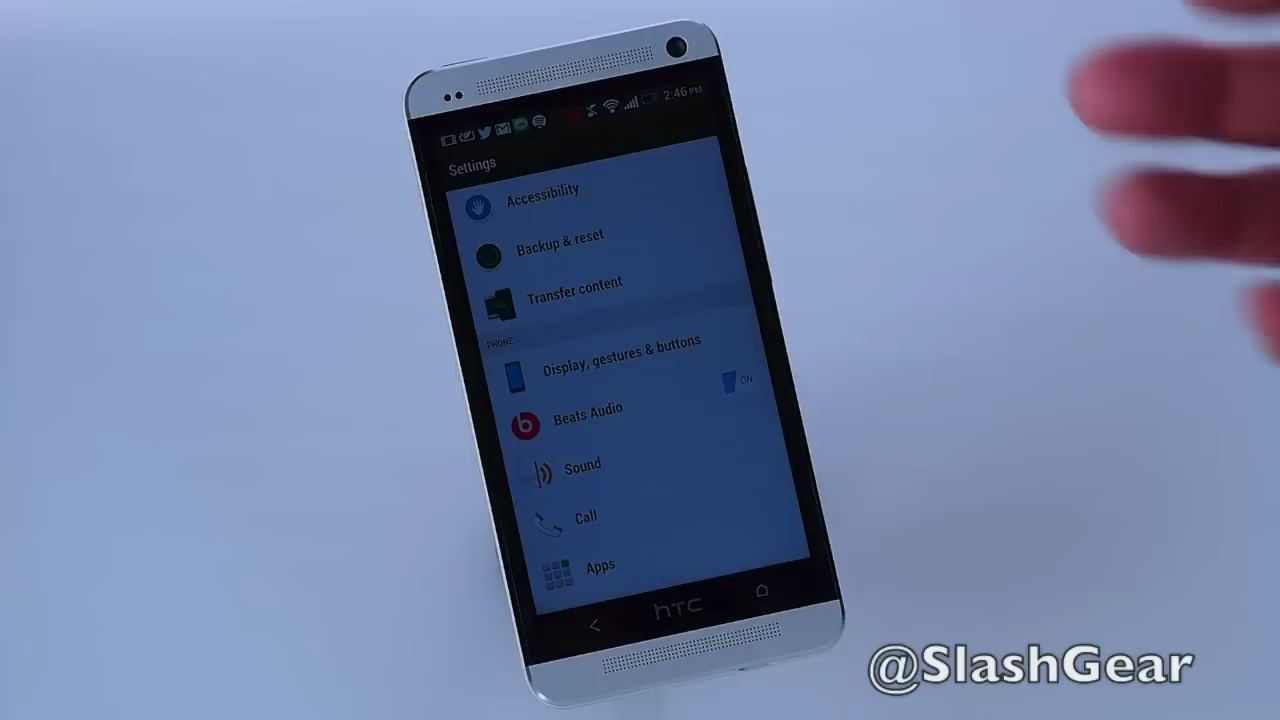 2:46 PM
Settings
Accessibility
Backup & reset
Transfer content
PHONE
Display, gestures & buttons
Beats Audio
ON
Sound
Call
Apps
hTC
@SlashGear